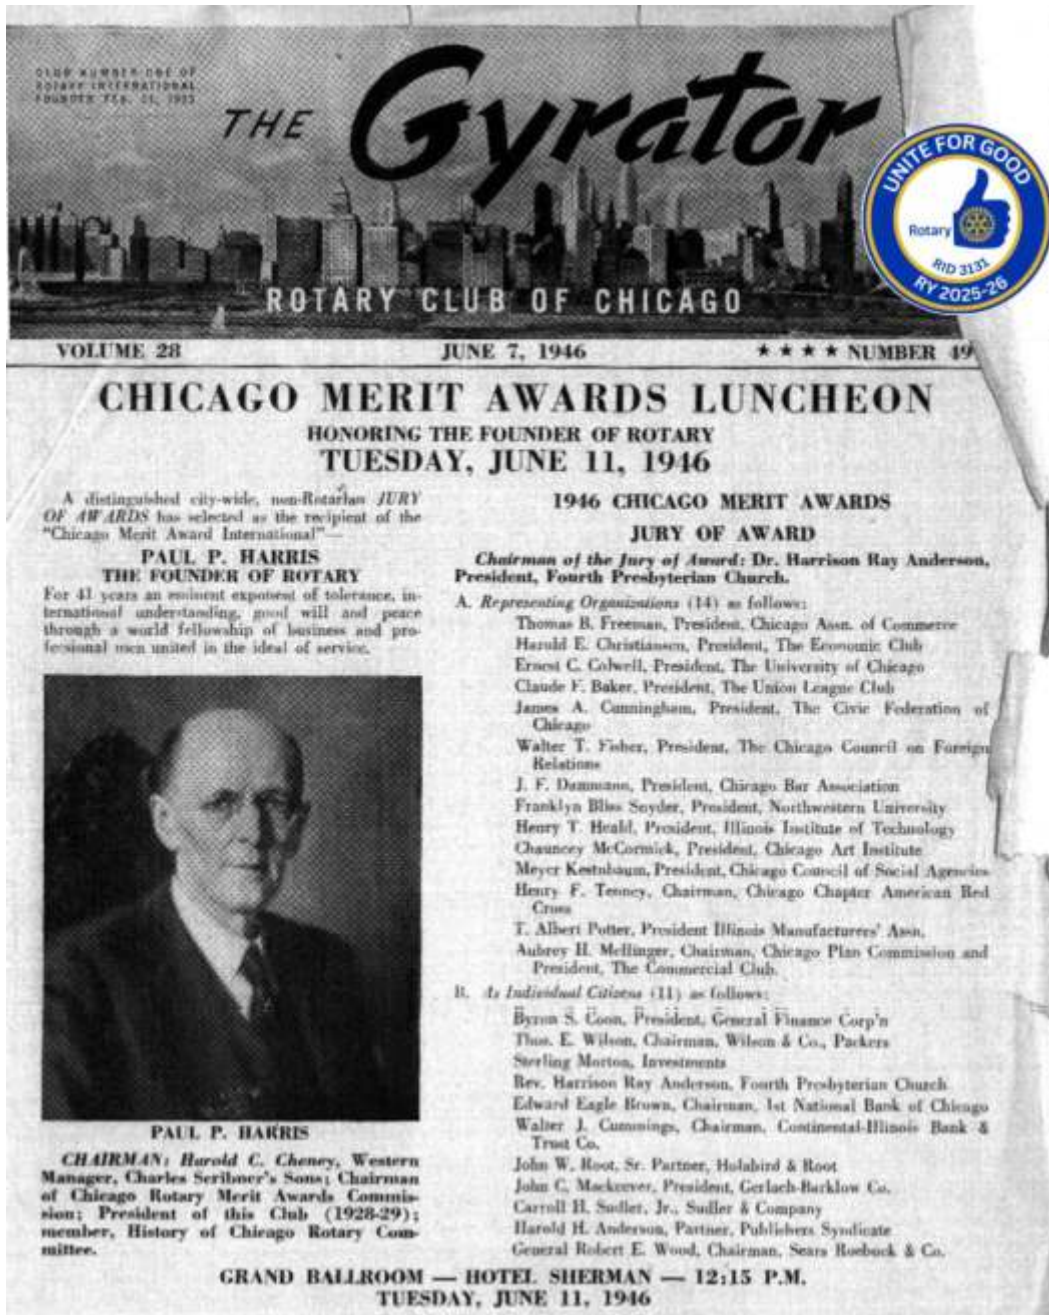 CLUB NUMBER ONE OF
ROTARY INTERNATIONAL
FOUNDED FEB. 23, 1905
THE Gyrator
UNITE FOR GOOD
Rotary
RID 3131
RY 2025-26
ROTARY CLUB OF CHICAGO
VOLUME 28 JUNE 7, 1946 ★★★★ NUMBER 49
CHICAGO MERIT AWARDS LUNCHEON
HONORING THE FOUNDER OF ROTARY
TUESDAY, JUNE 11, 1946
A distinguished city-wide, non-Rotarian JURY
OF AWARDS has selected as the recipient of the
"Chicago Merit Award International"—
PAUL P. HARRIS
THE FOUNDER OF ROTARY
For 41 years an eminent exponent of tolerance, in-
ternational understanding, good will and peace
through a world fellowship of business and pro-
fessional men united in the ideal of service.
PAUL P. HARRIS
CHAIRMAN: Harold C. Cheney, Western
Manager, Charles Scribner's Sons; Chairman
of Chicago Rotary Merit Awards Commis-
sion; President of this Club (1928-29);
member, History of Chicago Rotary Com-
mittee.
1946 CHICAGO MERIT AWARDS
JURY OF AWARD
Chairman of the Jury of Award: Dr. Harrison Ray Anderson,
President, Fourth Presbyterian Church.
A. Representing Organizations (14) as follows:
Thomas B. Freeman, President, Chicago Assn. of Commerce
Harold E. Christiansen, President, The Economic Club
Ernest C. Colwell, President, The University of Chicago
Claude F. Baker, President, The Union League Club
James A. Cunningham, President, The Civic Federation of
Chicago
Walter T. Fisher, President, The Chicago Council on Foreign
Relations
J. F. Dammann, President, Chicago Bar Association
Franklyn Bliss Snyder, President, Northwestern University
Henry T. Heald, President, Illinois Institute of Technology
Chauncey McCormick, President, Chicago Art Institute
Meyer Kestnbaum, President, Chicago Council of Social Agencies
Henry F. Tenney, Chairman, Chicago Chapter American Red
Cross
T. Albert Potter, President Illinois Manufacturers' Assn.
Aubrey H. Mellinger, Chairman, Chicago Plan Commission and
President, The Commercial Club.
B. As Individual Citizens (11) as follows:
Byron S. Coon, President, General Finance Corp'n
Thos. E. Wilson, Chairman, Wilson & Co., Packers
Sterling Morton, Investments
Rev. Harrison Ray Anderson, Fourth Presbyterian Church
Edward Eagle Brown, Chairman, 1st National Bank of Chicago
Walter J. Cummings, Chairman, Continental-Illinois Bank &
Trust Co.
John W. Root, Sr. Partner, Holabird & Root
John C. Mackeever, President, Gerlach-Barklow Co.
Carroll H. Sudler, Jr., Sudler & Company
Harold H. Anderson, Partner, Publishers Syndicate
General Robert E. Wood, Chairman, Sears Roebuck & Co.
GRAND BALLROOM — HOTEL SHERMAN — 12:15 P.M.
TUESDAY, JUNE 11, 1946